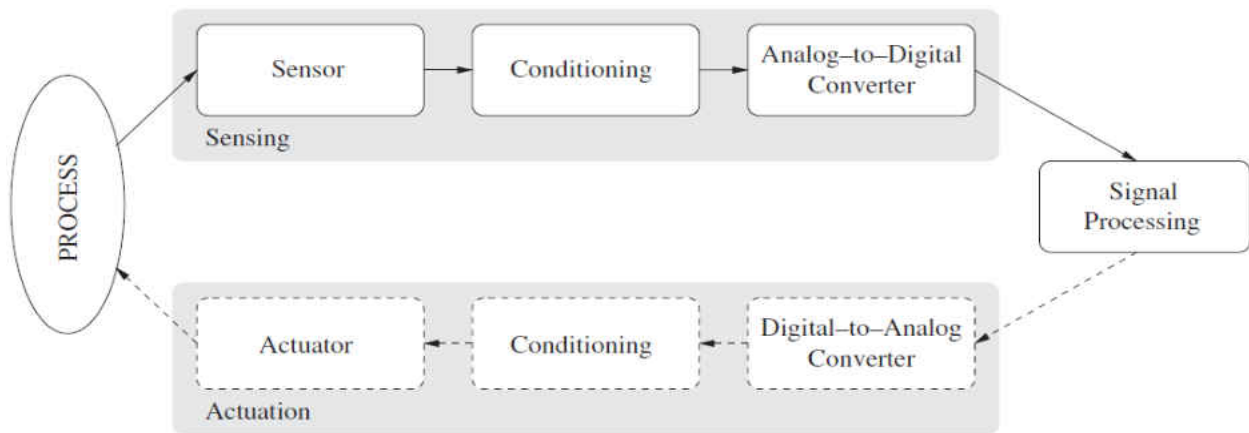 Sensor
Conditioning
Analog–to–Digital
Converter
Sensing
PROCESS
Signal
Processing
Actuator
Conditioning
Digital–to–Analog
Converter
Actuation